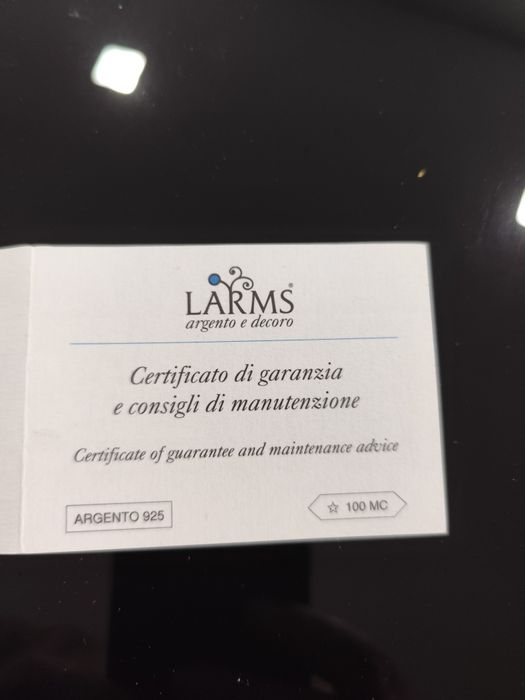 LARMS®
argento e decoro
Certificato di garanzia
e consigli di manutenzione
Certificate of guarantee and maintenance advice
ARGENTO 925
☆ 100 MC